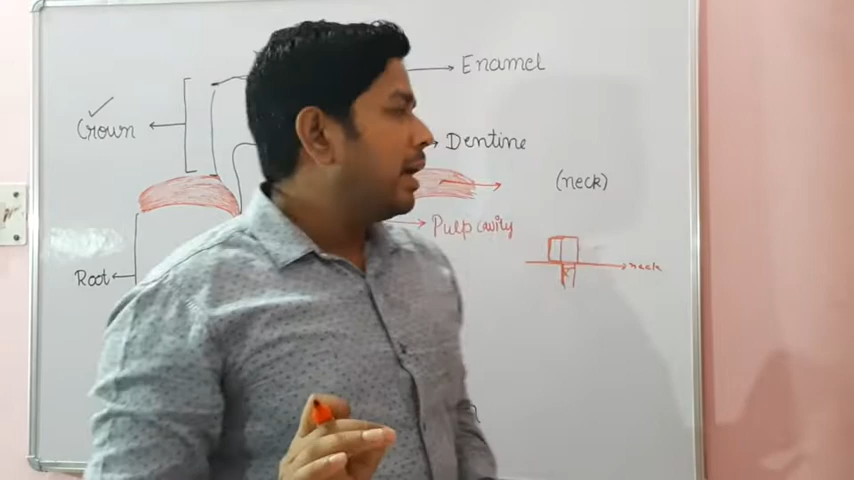 Enamel
Crown
Dentine
(neck)
Pulp cavity
neck
Root